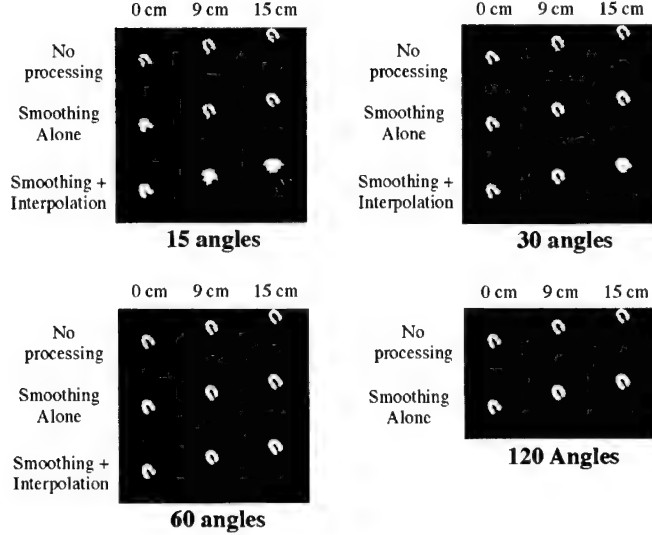 0 cm 9 cm 15 cm
No
processing
Smoothing
Alone
Smoothing +
Interpolation
15 angles
0 cm 9 cm 15 cm
No
processing
Smoothing
Alone
Smoothing +
Interpolation
30 angles
0 cm 9 cm 15 cm
No
processing
Smoothing
Alone
Smoothing +
Interpolation
60 angles
0 cm 9 cm 15 cm
No
processing
Smoothing
Alone
120 Angles